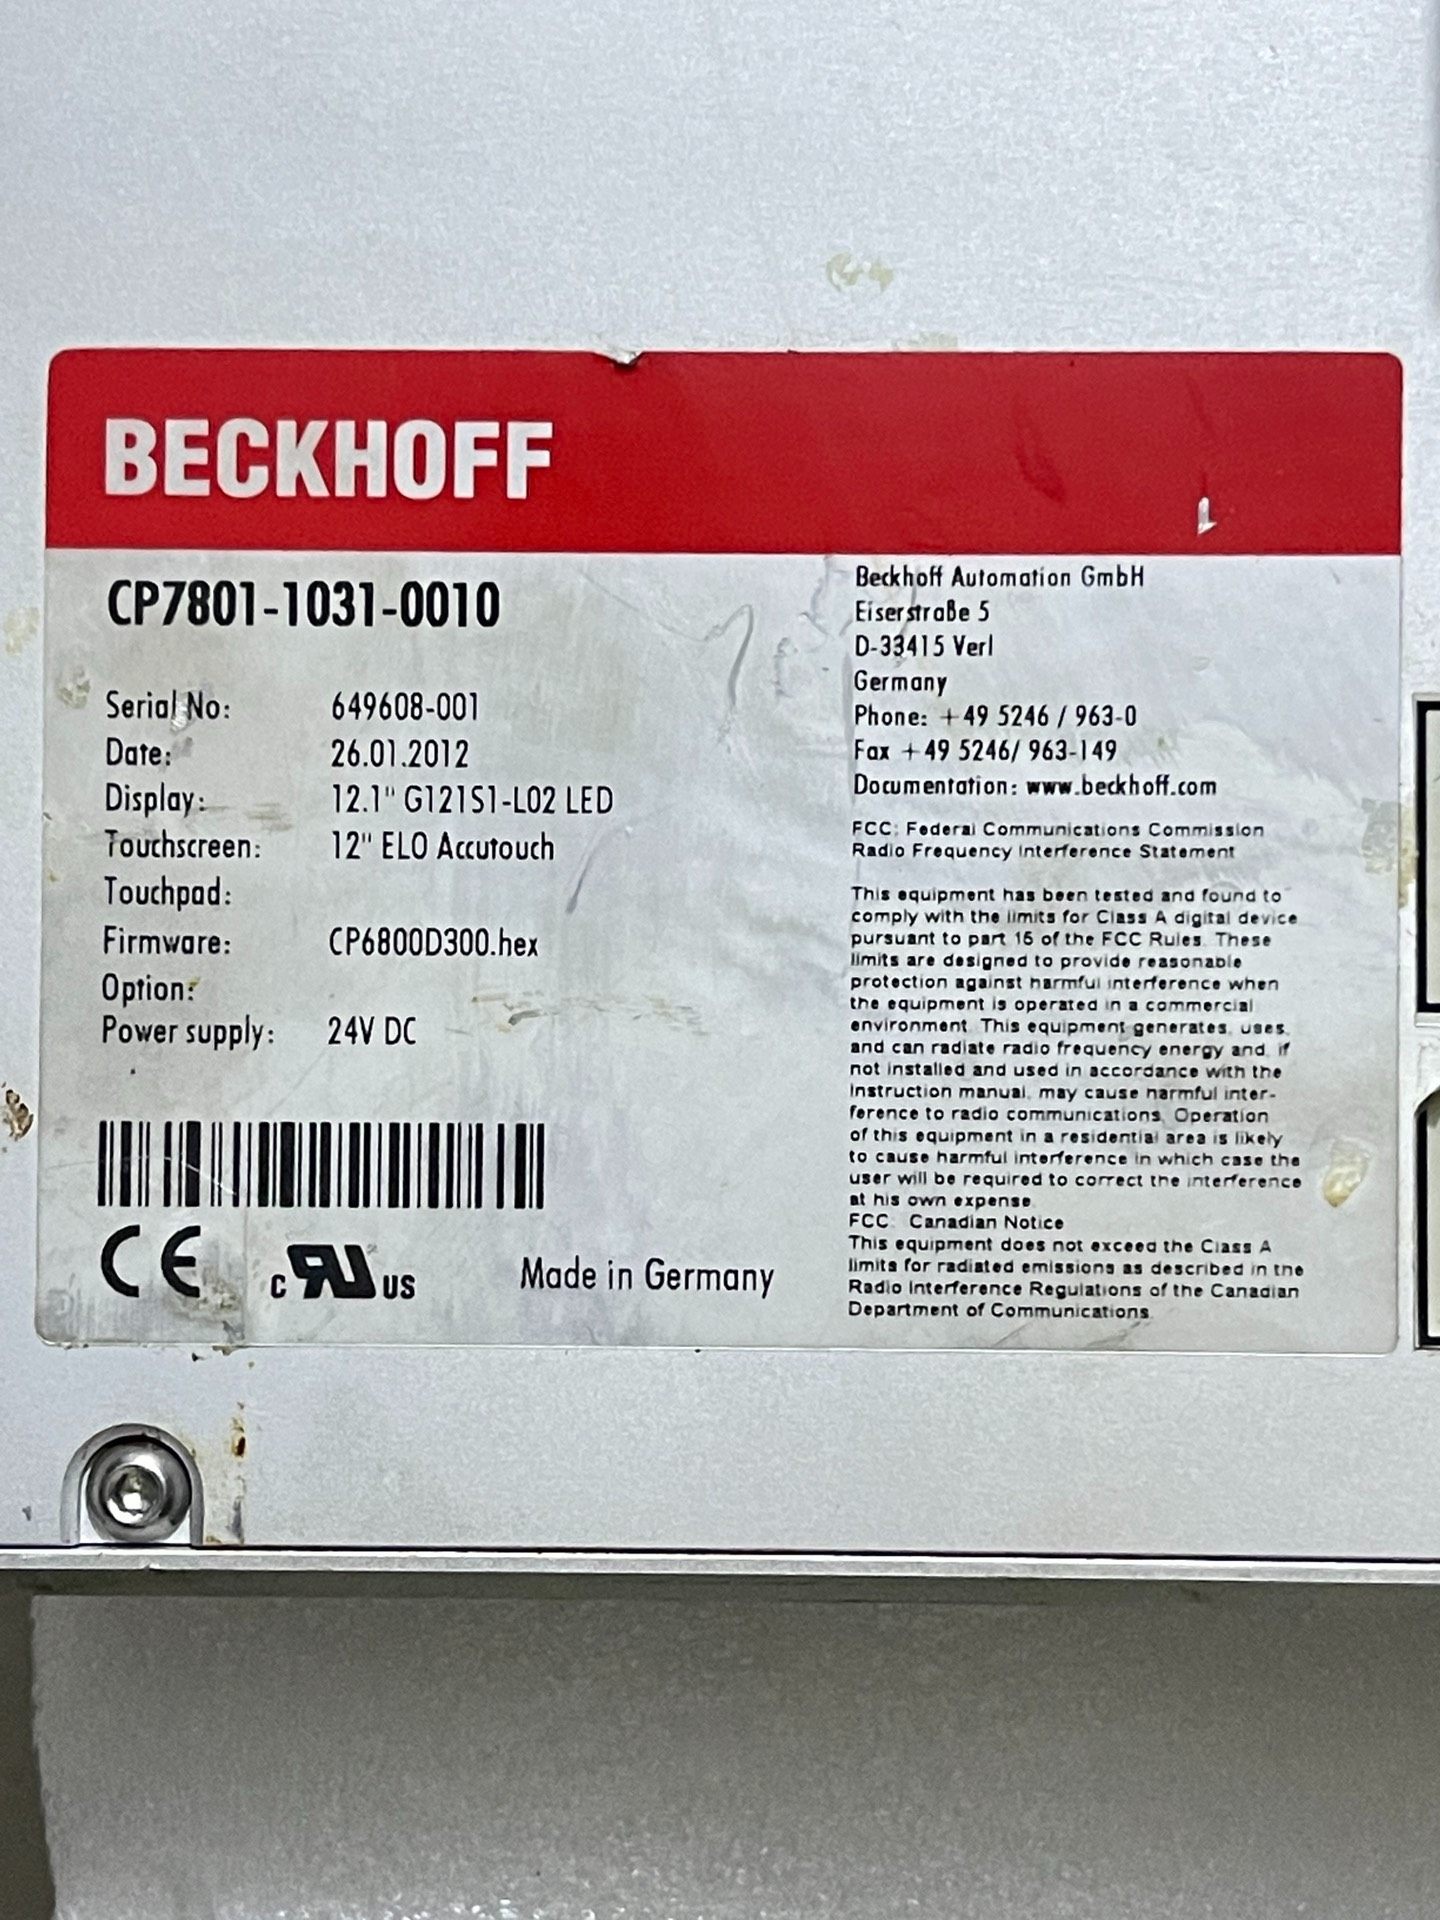 BECKHOFF
CP7801-1031-0010
Serial No: 649608-001
Date: 26.01.2012
Display: 12.1" G121S1-L02 LED
Touchscreen: 12" ELO Accutouch
Touchpad:
Firmware: CP6800D300.hex
Option:
Power supply: 24V DC
CE c RU us Made in Germany
Beckhoff Automation GmbH
Eiserstraße 5
D-33415 Verl
Germany
Phone: +49 5246 / 963-0
Fax +49 5246/ 963-149
Documentation: www.beckhoff.com
FCC: Federal Communications Commission
Radio Frequency Interference Statement
This equipment has been tested and found to
comply with the limits for Class A digital device
pursuant to part 15 of the FCC Rules. These
limits are designed to provide reasonable
protection against harmful interference when
the equipment is operated in a commercial
environment. This equipment generates, uses,
and can radiate radio frequency energy and, if
not installed and used in accordance with the
instruction manual, may cause harmful inter-
ference to radio communications. Operation
of this equipment in a residential area is likely
to cause harmful interference in which case the
user will be required to correct the interference
at his own expense.
FCC: Canadian Notice
This equipment does not exceed the Class A
limits for radiated emissions as described in the
Radio Interference Regulations of the Canadian
Department of Communications.